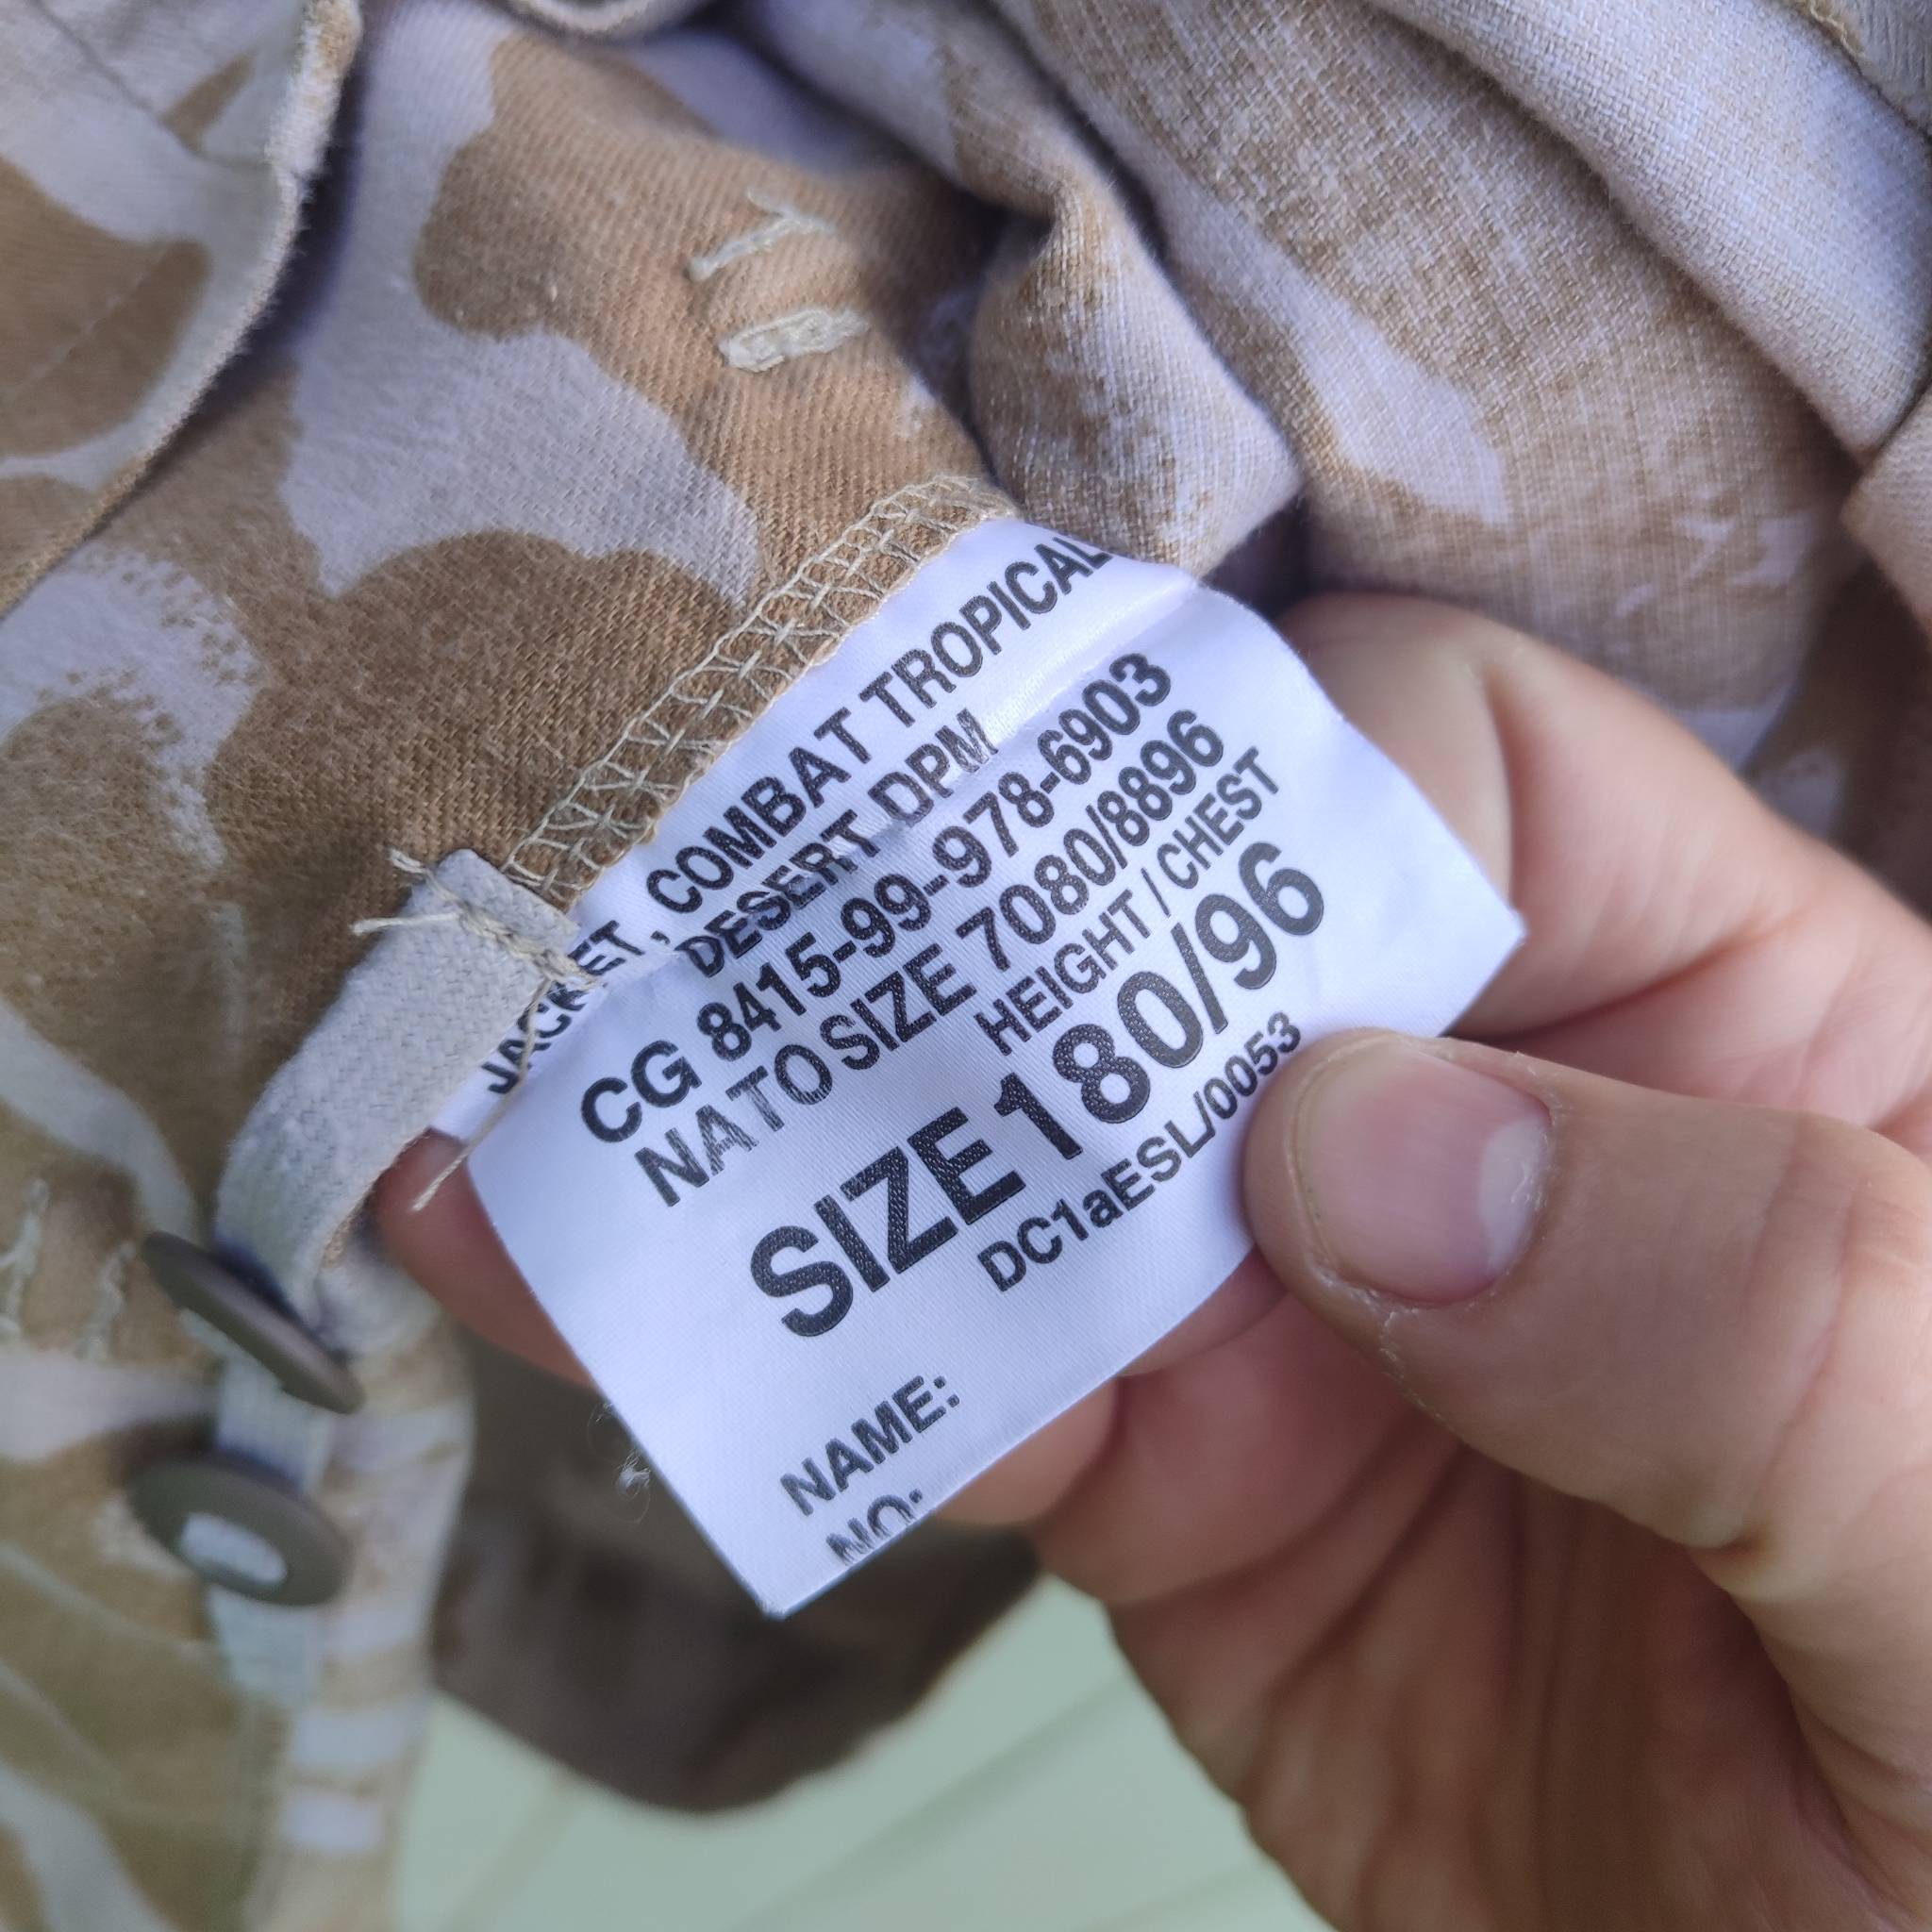 JACKET, COMBAT TROPICAL
DESERT DPM
CG 8415-99-978-6903
NATO SIZE 7080/8896
HEIGHT / CHEST
SIZE 180/96
DC1aESL/0053
NAME:
NO: